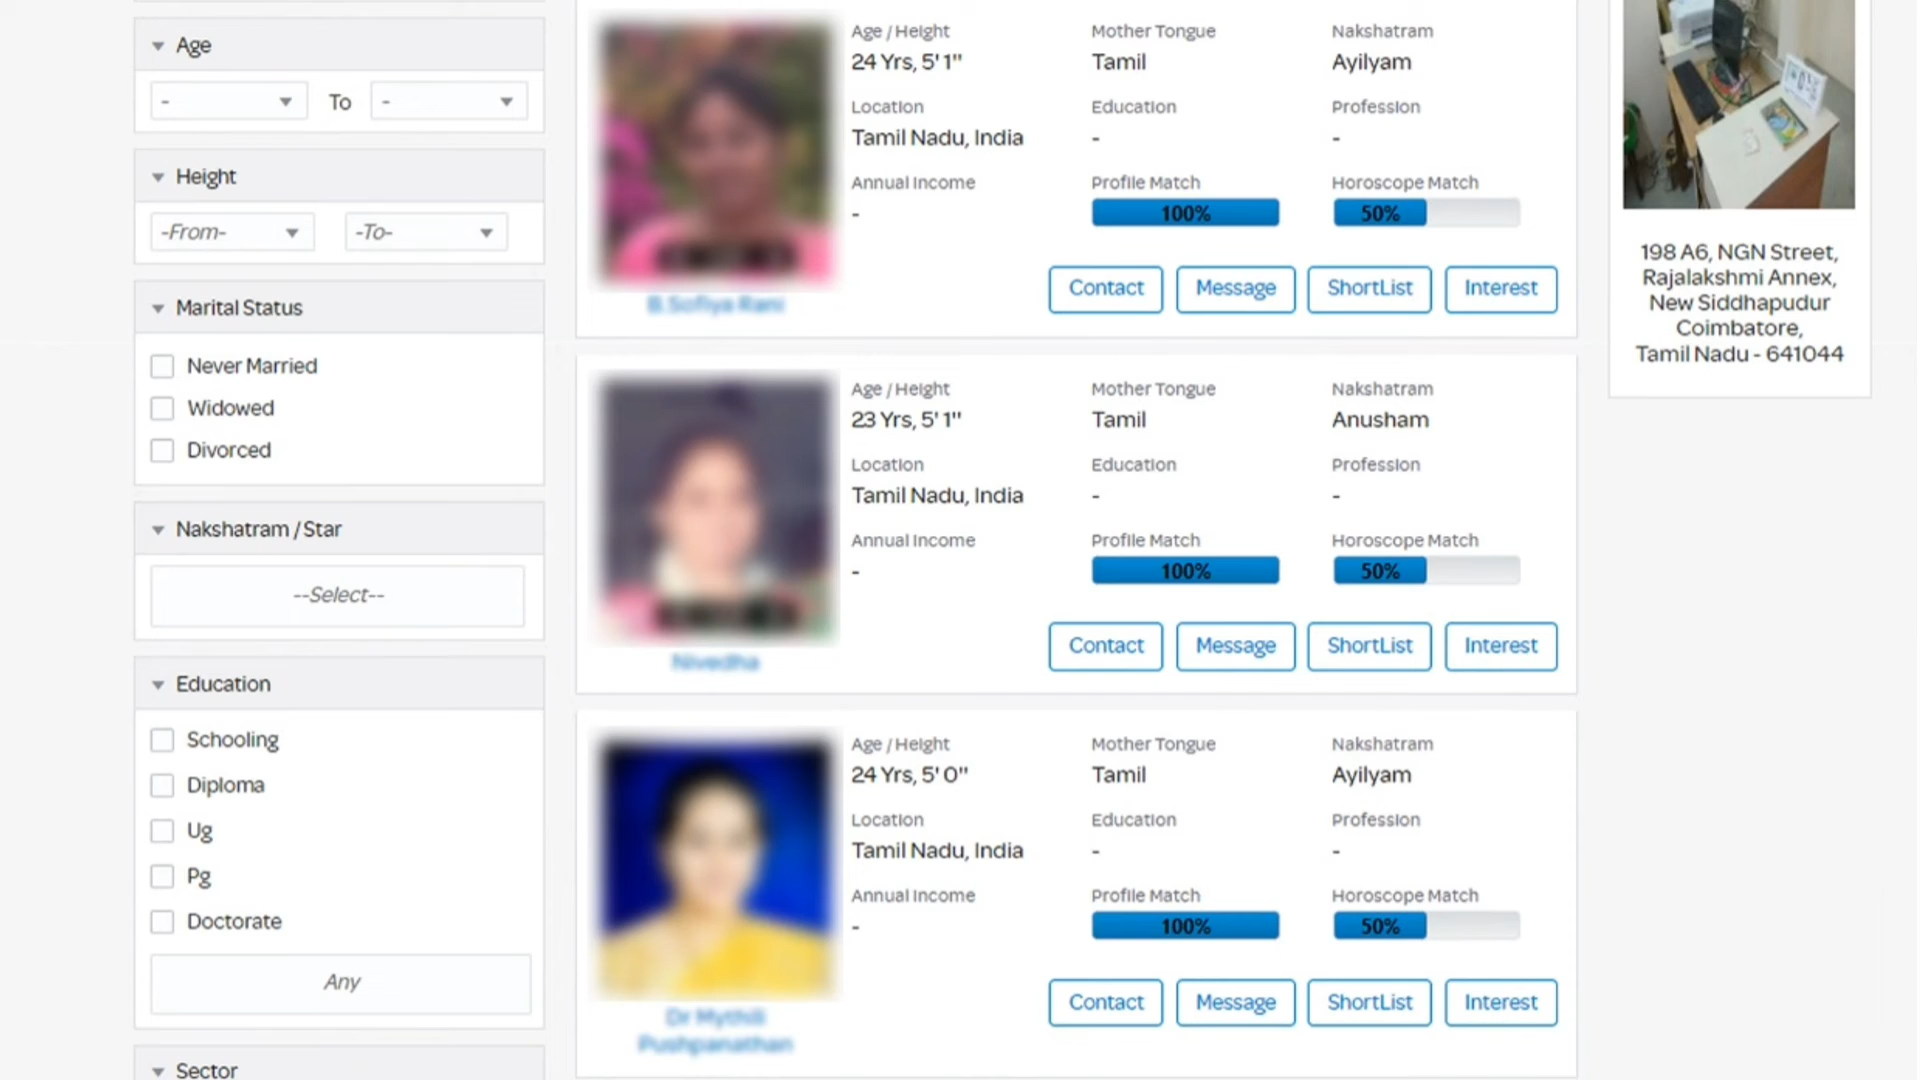 Age
-
To
-
Height
-From-
-To-
Marital Status
Never Married
Widowed
Divorced
Nakshatram / Star
--Select--
Education
Schooling
Diploma
Ug
Pg
Doctorate
Any
Sector
Age / Height
Mother Tongue
Nakshatram
24 Yrs, 5' 1"
Tamil
Ayilyam
Location
Education
Profession
Tamil Nadu, India
-
-
Annual Income
Profile Match
Horoscope Match
-
100%
50%
B.Sofiya Rani
Contact
Message
ShortList
Interest
Age / Height
Mother Tongue
Nakshatram
23 Yrs, 5' 1"
Tamil
Anusham
Location
Education
Profession
Tamil Nadu, India
-
-
Annual Income
Profile Match
Horoscope Match
-
100%
50%
Nivedha
Contact
Message
ShortList
Interest
Age / Height
Mother Tongue
Nakshatram
24 Yrs, 5' 0"
Tamil
Ayilyam
Location
Education
Profession
Tamil Nadu, India
-
-
Annual Income
Profile Match
Horoscope Match
-
100%
50%
Dr Mythili
Pushpanathan
Contact
Message
ShortList
Interest
198 A6, NGN Street,
Rajalakshmi Annex,
New Siddhapudur
Coimbatore,
Tamil Nadu - 641044